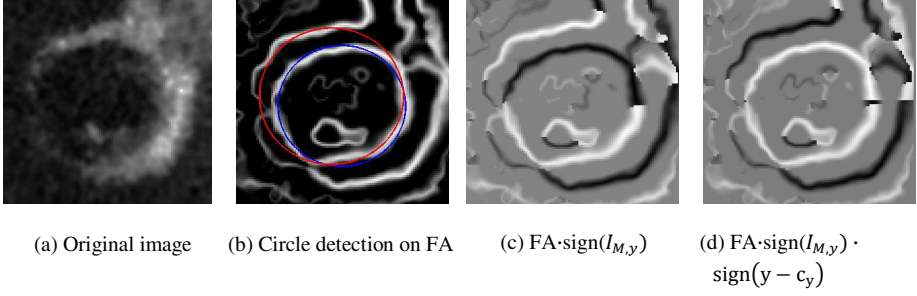 (a) Original image
(b) Circle detection on FA
(c) FA·sign(I_{M,y})
(d) FA·sign(I_{M,y}) ·
sign(y − c_y)